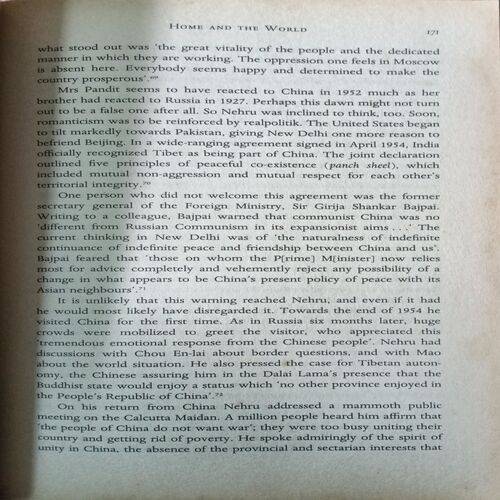 HOME AND THE WORLD 171
what stood out was 'the great vitality of the people and the dedicated
manner in which they are working. The oppression one feels in Moscow
is absent here. Everybody seems happy and determined to make the
country prosperous'.⁶⁹
Mrs Pandit seems to have reacted to China in 1952 much as her
brother had reacted to Russia in 1927. Perhaps this dawn might not turn
out to be a false one after all. So Nehru was inclined to think, too. Soon,
romanticism was to be reinforced by realpolitik. The United States began
to tilt markedly towards Pakistan, giving New Delhi one more reason to
befriend Beijing. In a wide-ranging agreement signed in April 1954, India
officially recognized Tibet as being part of China. The joint declaration
outlined five principles of peaceful co-existence (panch sheel), which
included mutual non-aggression and mutual respect for each other's
territorial integrity.⁷⁰
One person who did not welcome this agreement was the former
secretary general of the Foreign Ministry, Sir Girija Shankar Bajpai.
Writing to a colleague, Bajpai warned that communist China was no
'different from Russian Communism in its expansionist aims . . .' The
current thinking in New Delhi was of 'the naturalness of indefinite
continuance of indefinite peace and friendship between China and us'.
Bajpai feared that 'those on whom the P[rime] M[inister] now relies
most for advice completely and vehemently reject any possibility of a
change in what appears to be China's present policy of peace with its
Asian neighbours'.⁷¹
It is unlikely that this warning reached Nehru, and even if it had
he would most likely have disregarded it. Towards the end of 1954 he
visited China for the first time. As in Russia six months later, huge
crowds were mobilized to greet the visitor, who appreciated this
'tremendous emotional response from the Chinese people'. Nehru had
discussions with Chou En-lai about border questions, and with Mao
about the world situation. He also pressed the case for Tibetan auton-
omy, the Chinese assuring him in the Dalai Lama's presence that the
Buddhist state would enjoy a status which 'no other province enjoyed in
the People's Republic of China'.⁷²
On his return from China Nehru addressed a mammoth public
meeting on the Calcutta Maidan. A million people heard him affirm that
'the people of China do not want war'; they were too busy uniting their
country and getting rid of poverty. He spoke admiringly of the spirit of
unity in China, the absence of the provincial and sectarian interests that